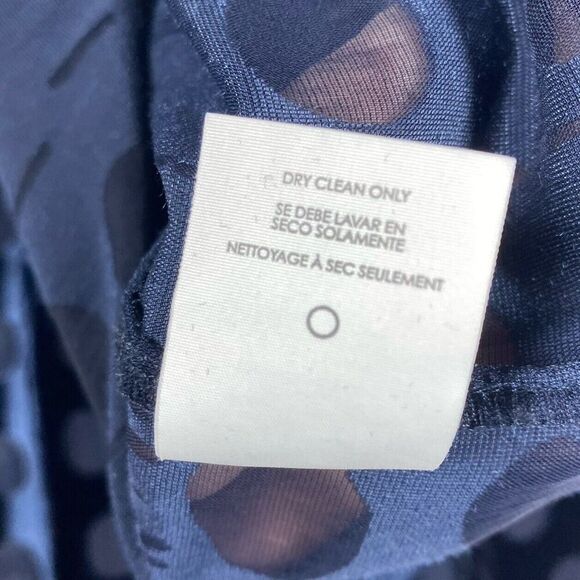 DRY CLEAN ONLY
SE DEBE LAVAR EN
SECO SOLAMENTE
NETTOYAGE À SEC SEULEMENT